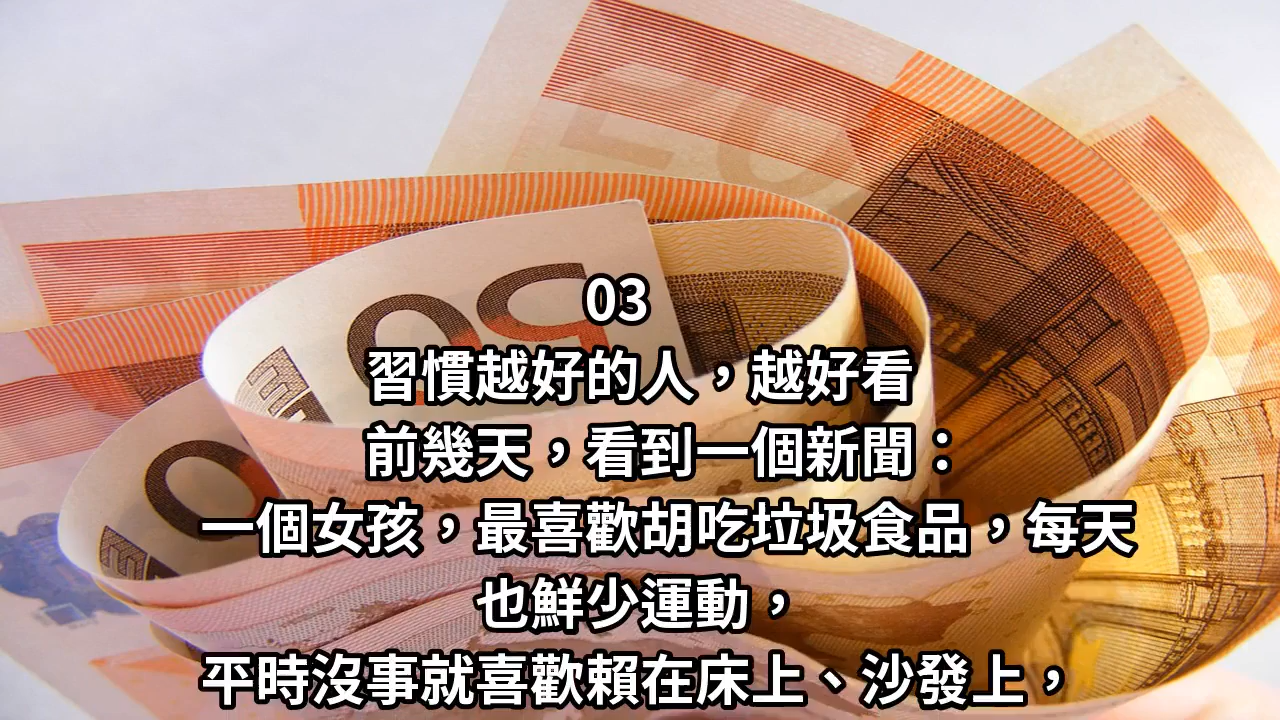 03
習慣越好的人，越好看
前幾天，看到一個新聞：
一個女孩，最喜歡胡吃垃圾食品，每天
也鮮少運動，
平時沒事就喜歡賴在床上、沙發上，